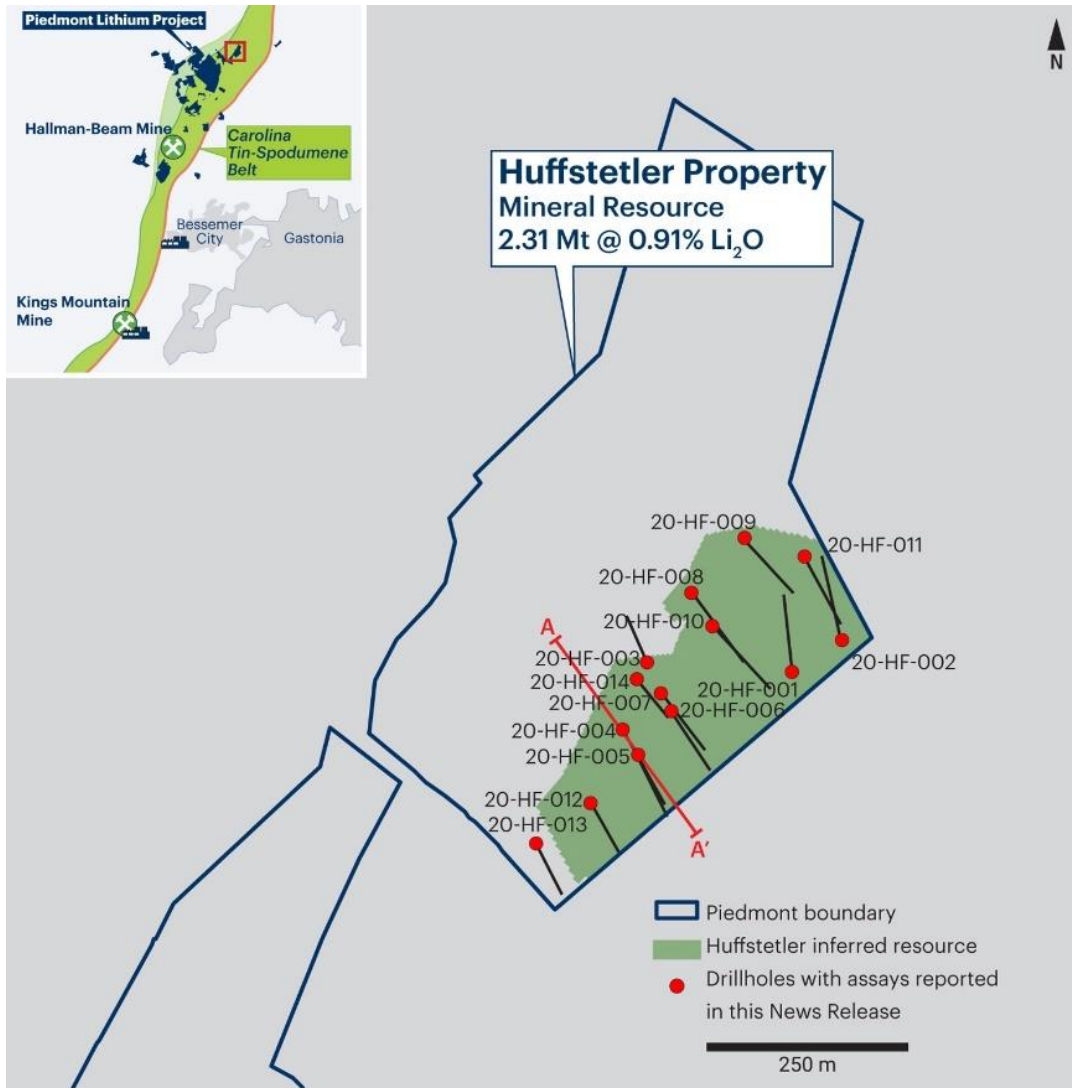 Piedmont Lithium Project
Hallman-Beam Mine
Carolina
Tin-Spodumene
Belt
Bessemer
City
Gastonia
Kings Mountain
Mine
N
Huffstetler Property
Mineral Resource
2.31 Mt @ 0.91% Li₂O
20-HF-009
20-HF-011
20-HF-008
20-HF-010
A
20-HF-003
20-HF-002
20-HF-014
20-HF-001
20-HF-007
20-HF-006
20-HF-004
20-HF-005
20-HF-012
20-HF-013
A'
Piedmont boundary
Huffstetler inferred resource
Drillholes with assays reported
in this News Release
250 m